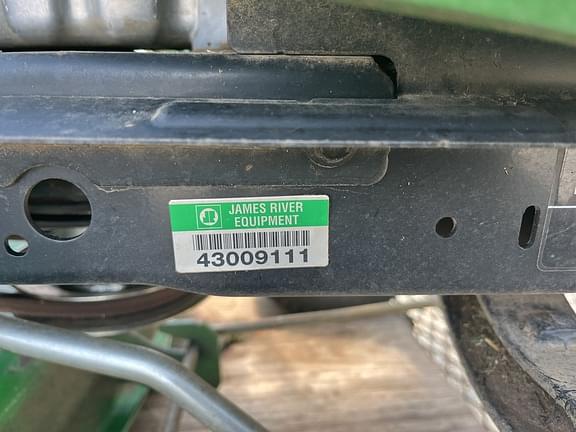 JAMES RIVER
EQUIPMENT
43009111